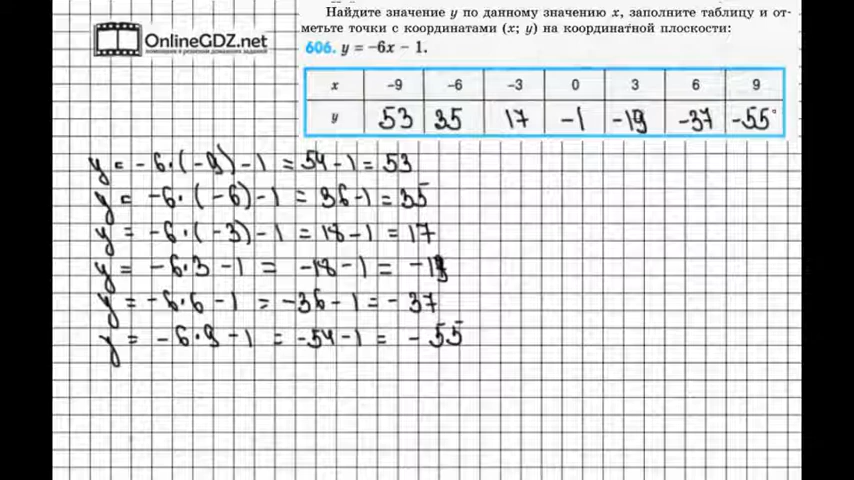 Найдите значение y по данному значению x, заполните таблицу и от-
метьте точки с координатами (x; y) на координатной плоскости:
OnlineGDZ.net
606. y = −6x − 1.
x −9 −6 −3 0 3 6 9
y 53 35 17 -1 -19 -37 -55
y = -6·(-9)-1 = 54-1 = 53
y = -6·(-6)-1 = 36-1 = 35
y = -6·(-3)-1 = 18-1 = 17
y = -6·3-1 = -18-1 = -19
y = -6·6-1 = -36-1 = -37
y = -6·9-1 = -54-1 = -55